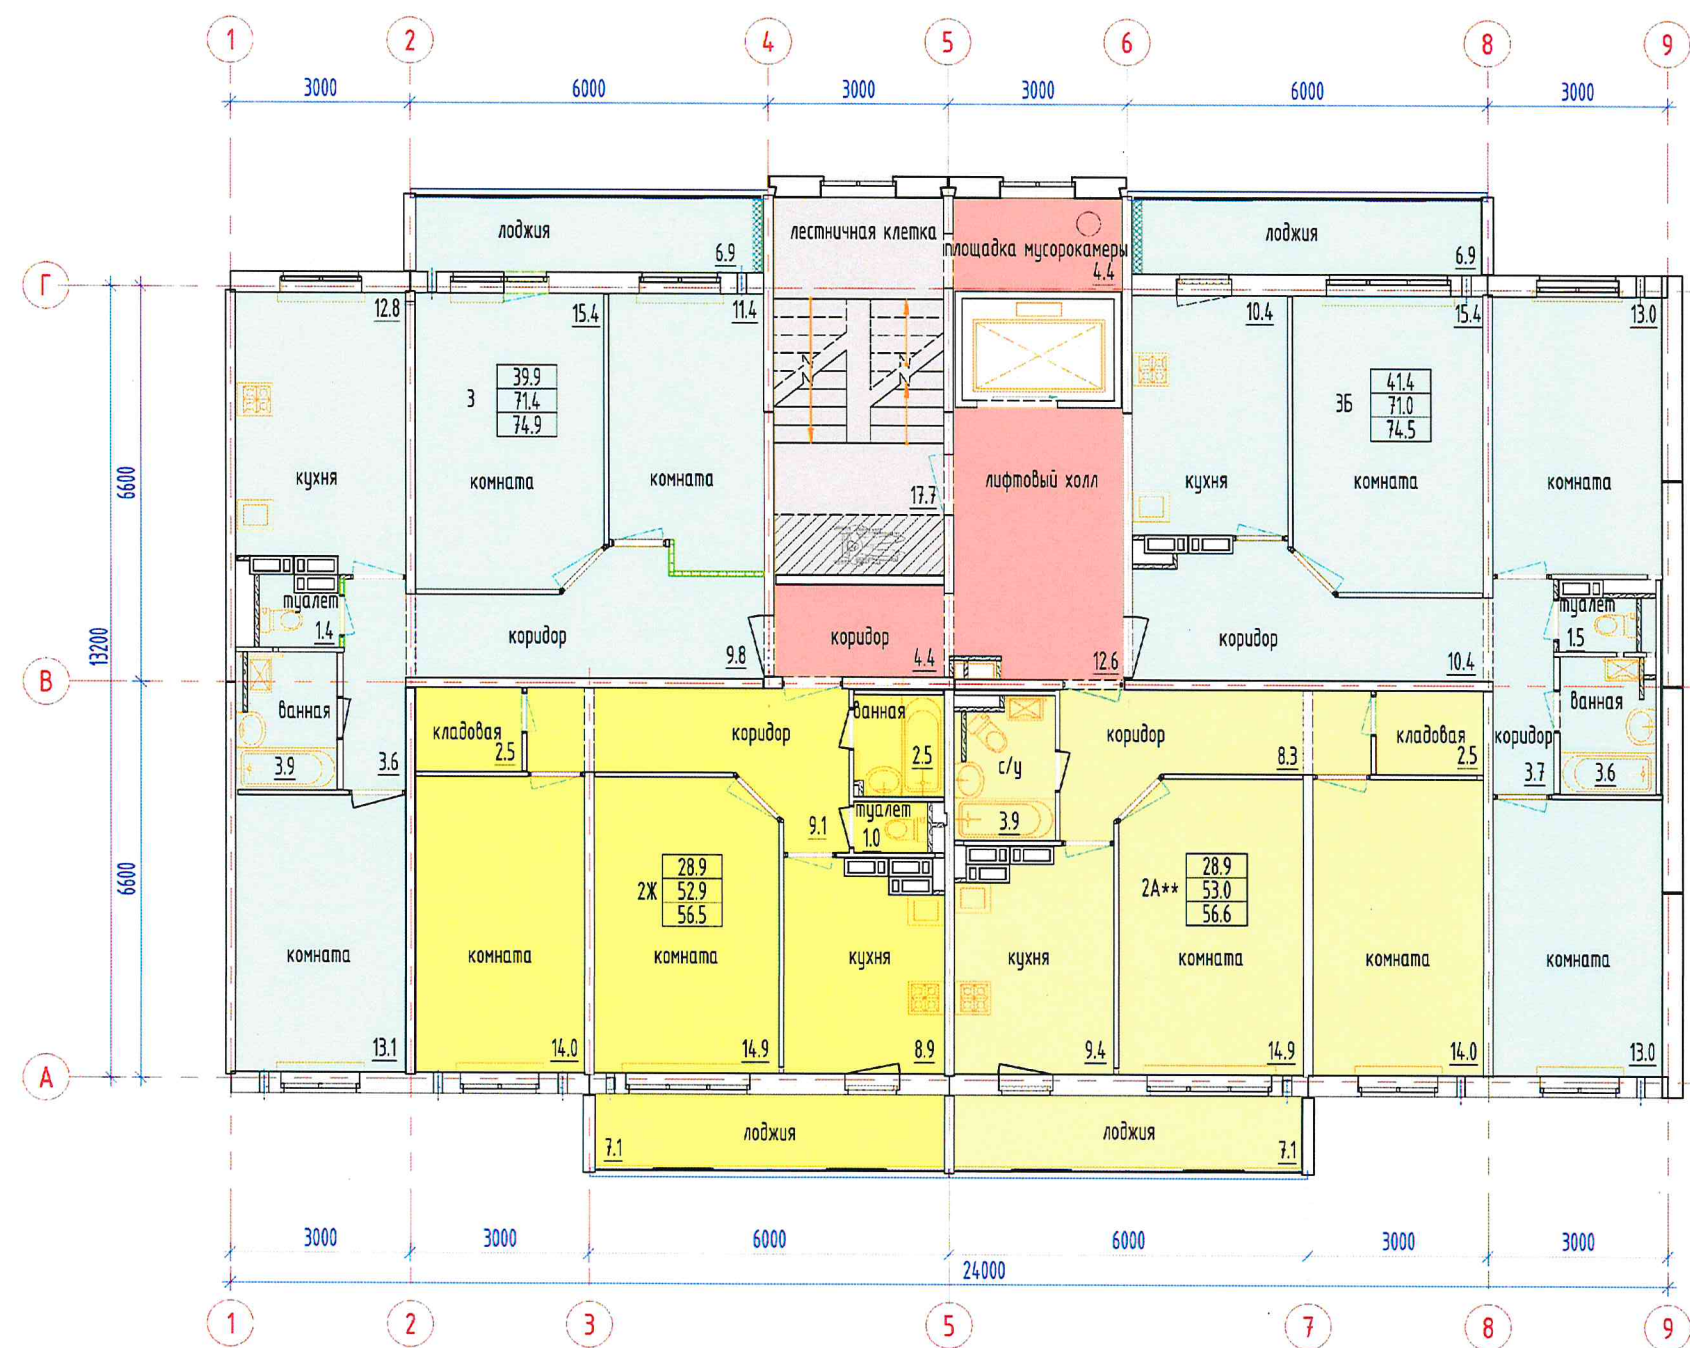 1 2 4 5 6 8 9
3000 6000 3000 3000 6000 3000
лоджия
6.9
лестничная клетка
площадка мусорокамеры
4.4
лоджия
6.9
Г
12.8
15.4
11.4
10.4
15.4
13.0
3
39.9
71.4
74.9
3Б
41.4
71.0
74.5
6600
кухня
комната
комната
17.7
лифтовый холл
кухня
комната
комната
туалет
1.4
коридор
9.8
коридор
4.4
12.6
коридор
10.4
туалет
1.5
13200
В
ванная
3.9
3.6
кладовая
2.5
коридор
ванная
2.5
с/у
3.9
коридор
8.3
кладовая
2.5
коридор
3.7
ванная
3.6
9.1
туалет
1.0
6600
2Ж
28.9
52.9
56.5
2А**
28.9
53.0
56.6
комната
13.1
комната
14.0
комната
14.9
кухня
8.9
кухня
9.4
комната
14.9
комната
14.0
комната
13.0
А
лоджия
7.1
лоджия
7.1
3000 3000 6000 6000 3000 3000
24000
1 2 3 5 7 8 9